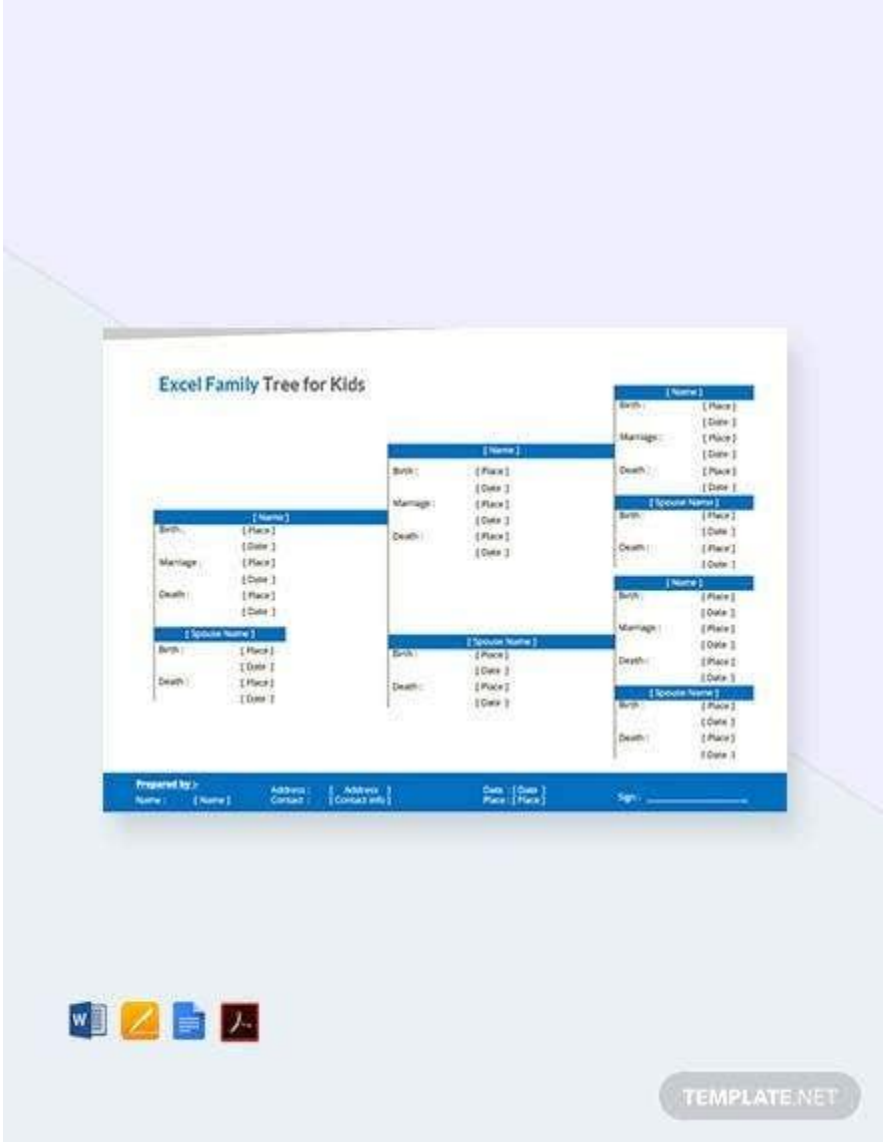 Excel Family Tree for Kids
[ Name ]
Birth : [ Place ]
[ Date ]
Marriage : [ Place ]
[ Date ]
Death : [ Place ]
[ Date ]
[ Spouse Name ]
Birth : [ Place ]
[ Date ]
Death : [ Place ]
[ Date ]
[ Name ]
Birth : [ Place ]
[ Date ]
Marriage : [ Place ]
[ Date ]
Death : [ Place ]
[ Date ]
[ Spouse Name ]
Birth : [ Place ]
[ Date ]
Death : [ Place ]
[ Date ]
[ Name ]
Birth : [ Place ]
[ Date ]
Marriage : [ Place ]
[ Date ]
Death : [ Place ]
[ Date ]
[ Spouse Name ]
Birth : [ Place ]
[ Date ]
Death : [ Place ]
[ Date ]
[ Name ]
Birth : [ Place ]
[ Date ]
Marriage : [ Place ]
[ Date ]
Death : [ Place ]
[ Date ]
[ Spouse Name ]
Birth : [ Place ]
[ Date ]
Death : [ Place ]
[ Date ]
Prepared by :-
Name : [ Name ]
Address : [ Address ]
Contact : [ Contact Info ]
Date : [ Date ]
Place : [ Place ]
Sign : ____________
W
TEMPLATE.NET